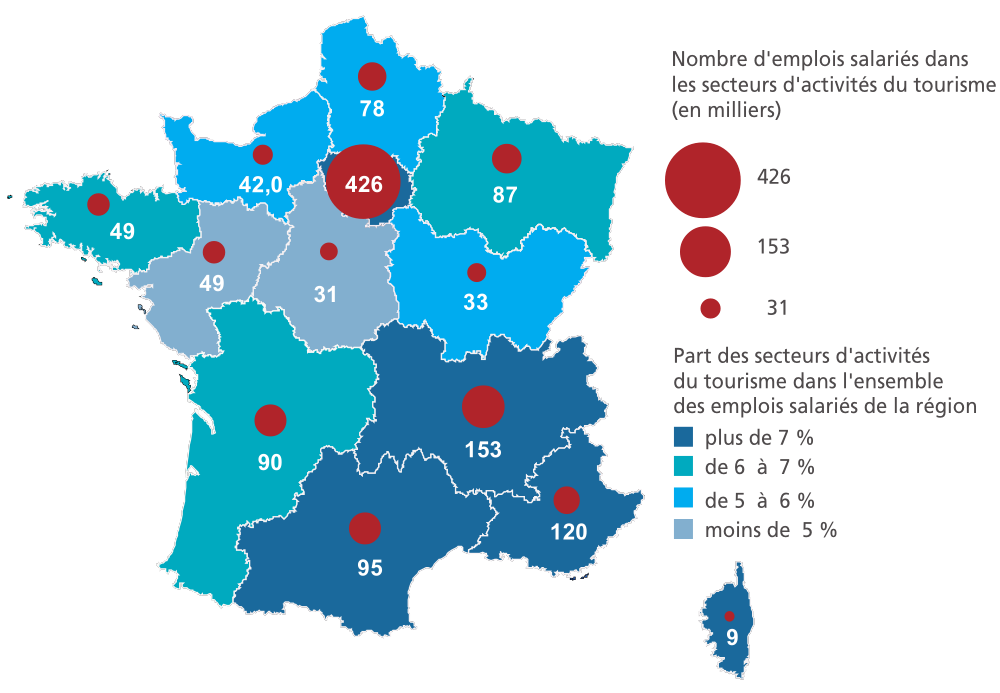 Nombre d'emplois salariés dans
les secteurs d'activités du tourisme
(en milliers)
426
153
31
Part des secteurs d'activités
du tourisme dans l'ensemble
des emplois salariés de la région
plus de 7 %
de 6 à 7 %
de 5 à 6 %
moins de 5 %
78
42,0
426
87
49
49
31
33
90
153
95
120
9